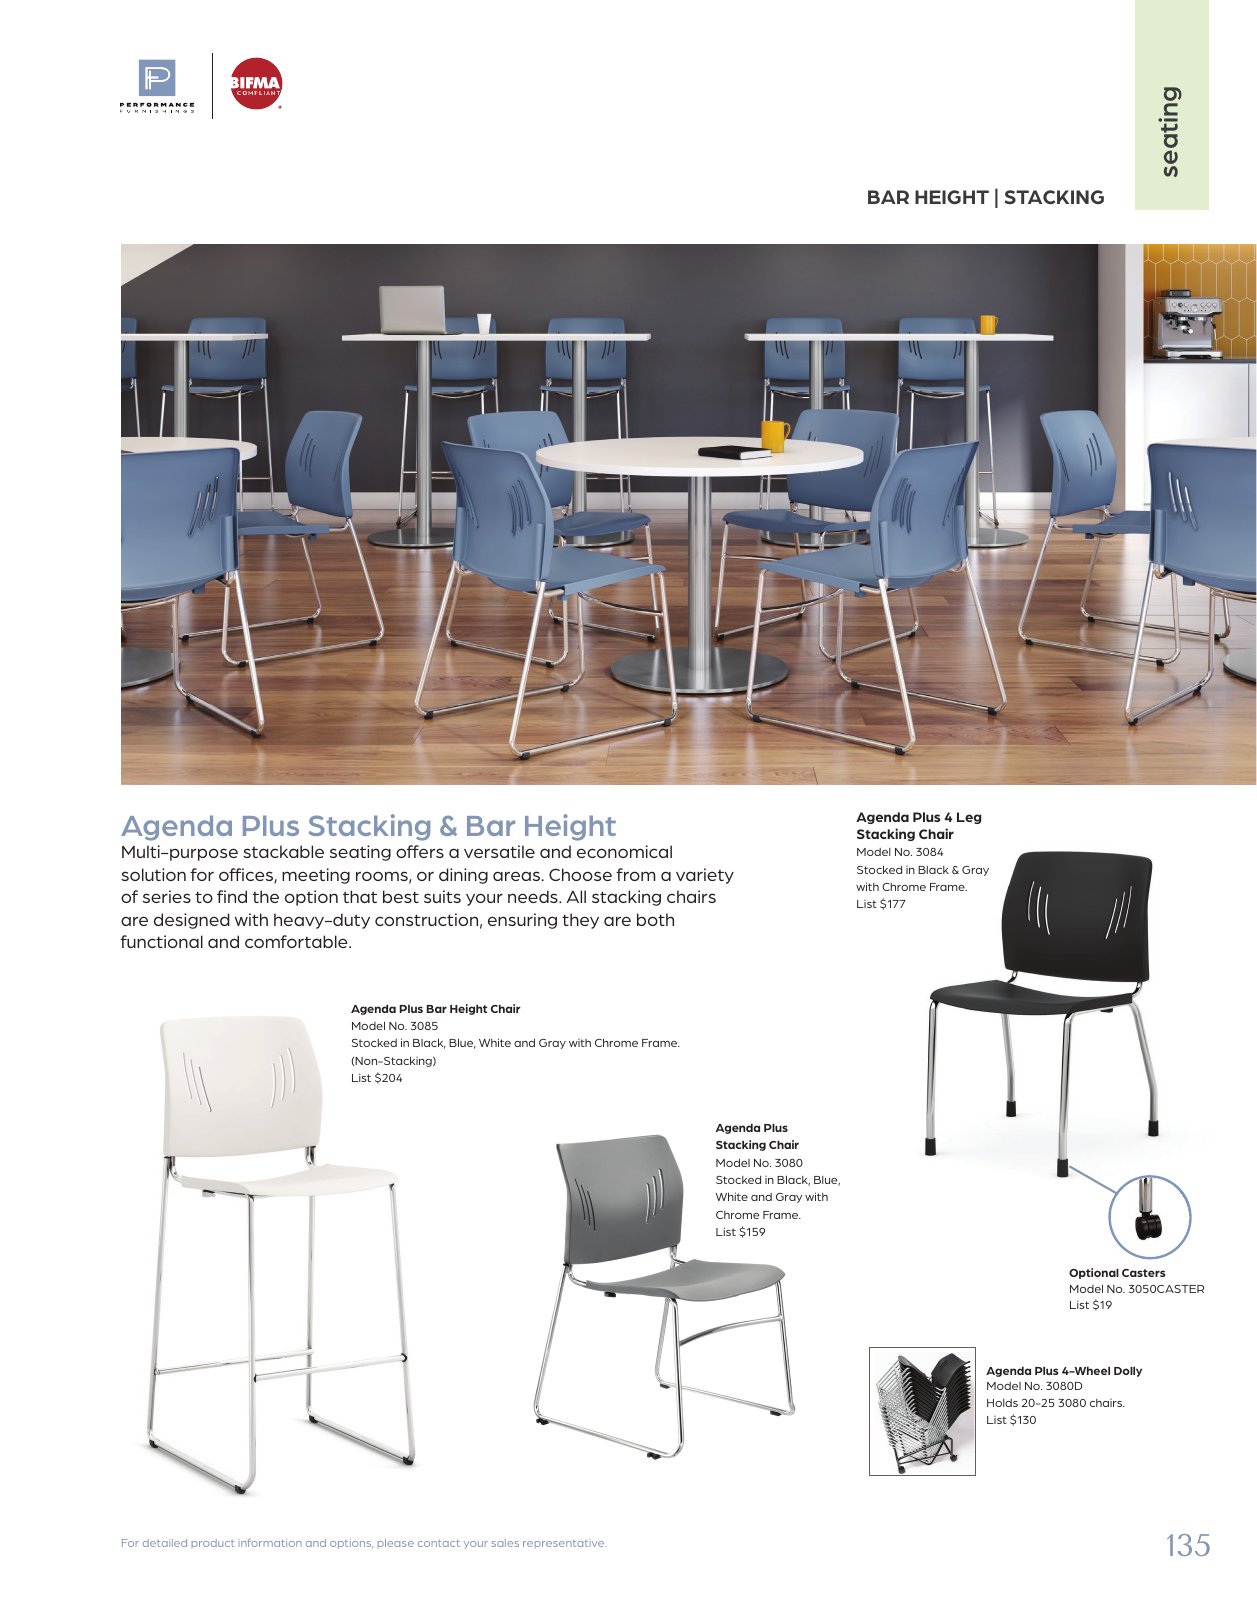 PERFORMANCE
FURNISHINGS
BIFMA
COMPLIANT
seating
BAR HEIGHT | STACKING
Agenda Plus Stacking & Bar Height
Multi-purpose stackable seating offers a versatile and economical
solution for offices, meeting rooms, or dining areas. Choose from a variety
of series to find the option that best suits your needs. All stacking chairs
are designed with heavy-duty construction, ensuring they are both
functional and comfortable.
Agenda Plus 4 Leg
Stacking Chair
Model No. 3084
Stocked in Black & Gray
with Chrome Frame.
List $177
Agenda Plus Bar Height Chair
Model No. 3085
Stocked in Black, Blue, White and Gray with Chrome Frame.
(Non-Stacking)
List $204
Agenda Plus
Stacking Chair
Model No. 3080
Stocked in Black, Blue,
White and Gray with
Chrome Frame.
List $159
Optional Casters
Model No. 3050CASTER
List $19
Agenda Plus 4-Wheel Dolly
Model No. 3080D
Holds 20-25 3080 chairs.
List $130
For detailed product information and options, please contact your sales representative.
135